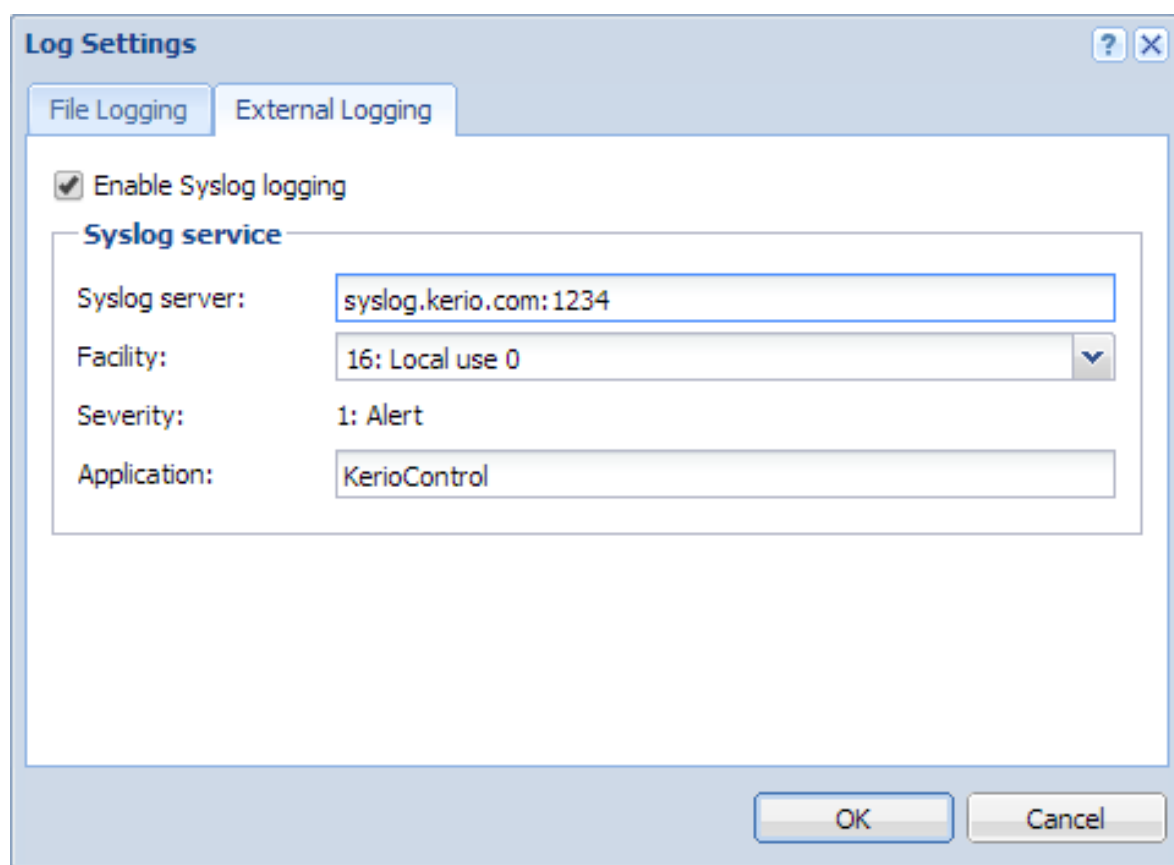 Log Settings
File Logging External Logging
Enable Syslog logging
Syslog service
Syslog server: syslog.kerio.com:1234
Facility: 16: Local use 0
Severity: 1: Alert
Application: KerioControl
OK Cancel